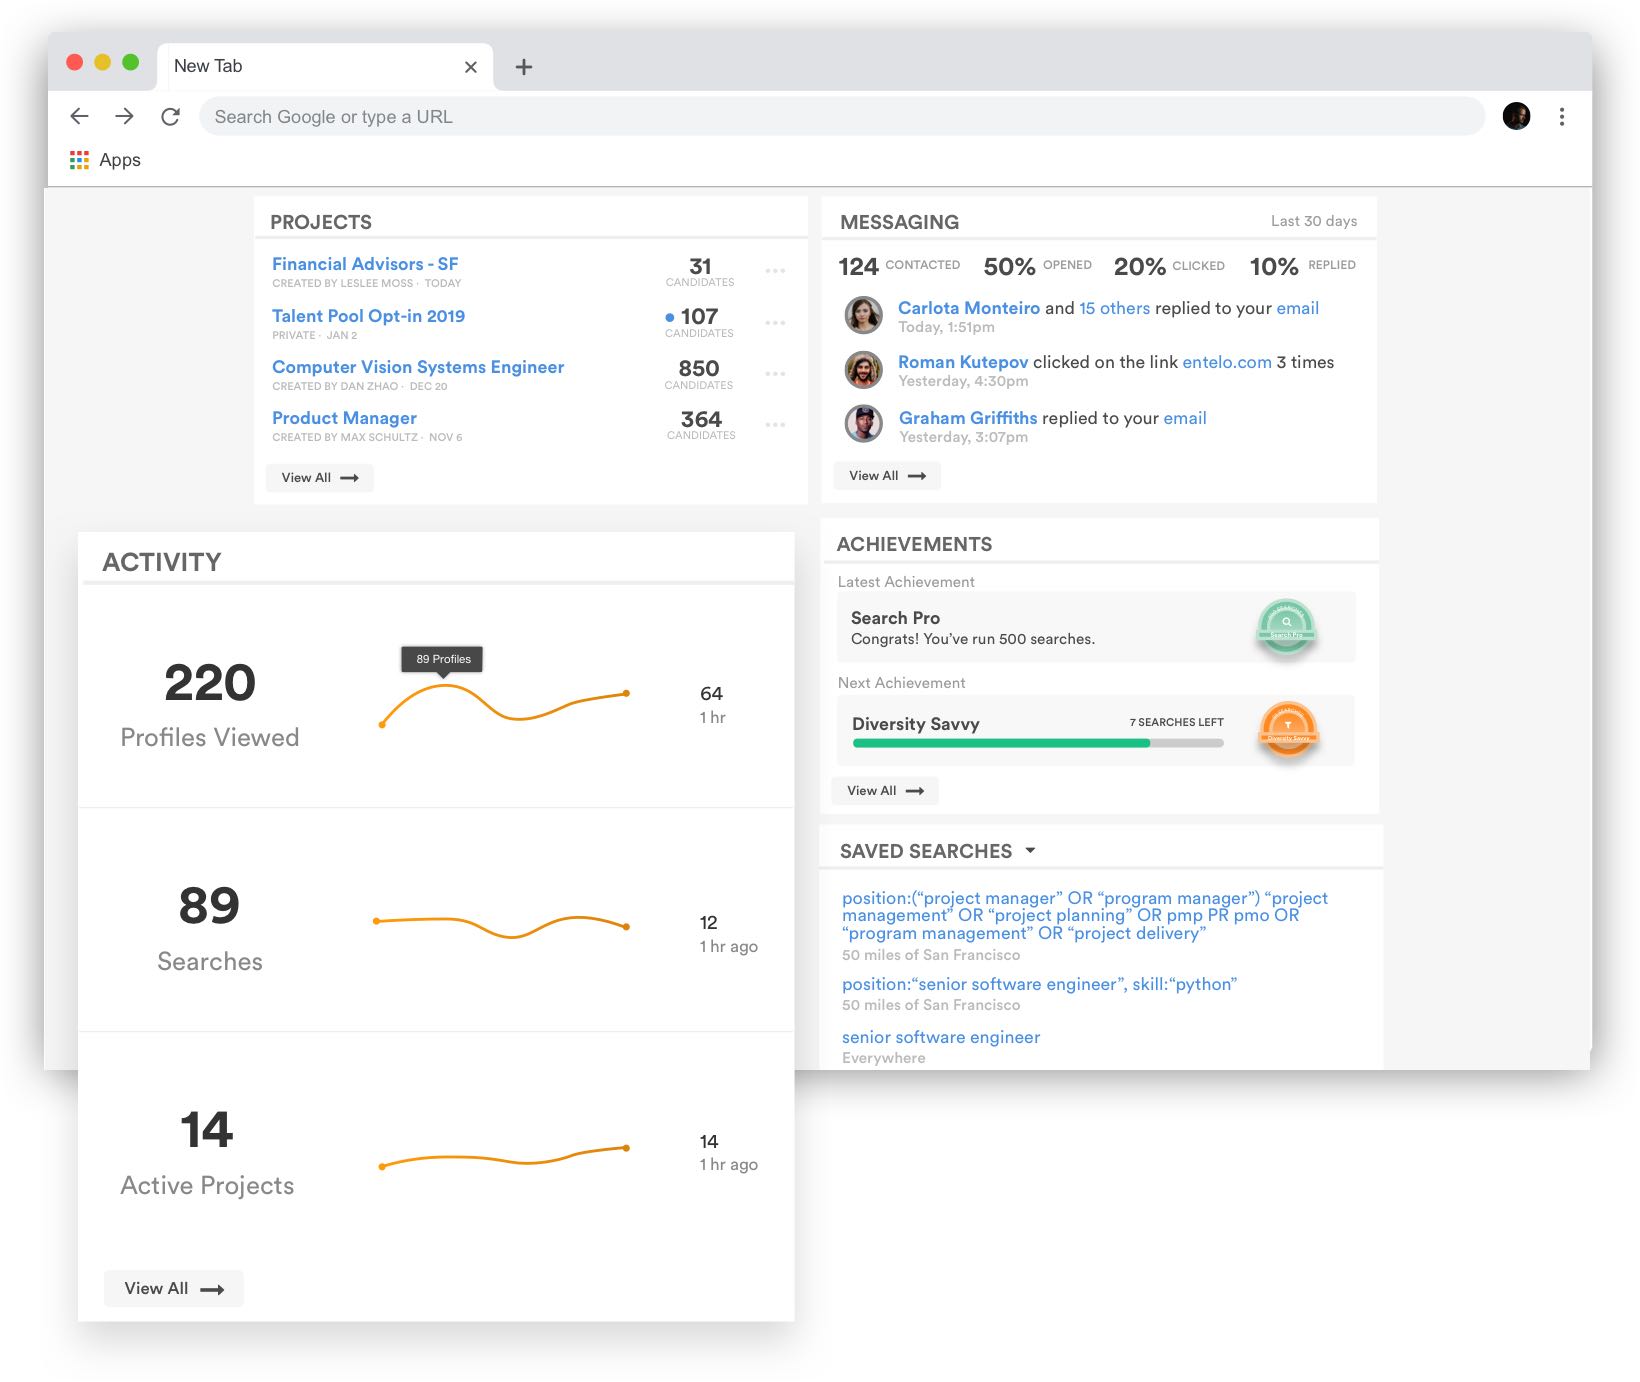 New Tab
Search Google or type a URL
Apps
PROJECTS
Financial Advisors - SF
CREATED BY LESLEE MOSS · TODAY
31
CANDIDATES
Talent Pool Opt-in 2019
PRIVATE · JAN 2
107
CANDIDATES
Computer Vision Systems Engineer
CREATED BY DAN ZHAO · DEC 20
850
CANDIDATES
Product Manager
CREATED BY MAX SCHULTZ · NOV 6
364
CANDIDATES
View All
MESSAGING
Last 30 days
124 CONTACTED 50% OPENED 20% CLICKED 10% REPLIED
Carlota Monteiro and 15 others replied to your email
Today, 1:51pm
Roman Kutepov clicked on the link entelo.com 3 times
Yesterday, 4:30pm
Graham Griffiths replied to your email
Yesterday, 3:07pm
View All
ACTIVITY
220
Profiles Viewed
89 Profiles
64
1 hr
89
Searches
12
1 hr ago
14
Active Projects
14
1 hr ago
View All
ACHIEVEMENTS
Latest Achievement
Search Pro
Congrats! You’ve run 500 searches.
Search Pro
Next Achievement
Diversity Savvy
7 SEARCHES LEFT
Diversity Savvy
View All
SAVED SEARCHES
position:(“project manager” OR “program manager”) “project
management” OR “project planning” OR pmp PR pmo OR
“program management” OR “project delivery”
50 miles of San Francisco
position:“senior software engineer”, skill:“python”
50 miles of San Francisco
senior software engineer
Everywhere